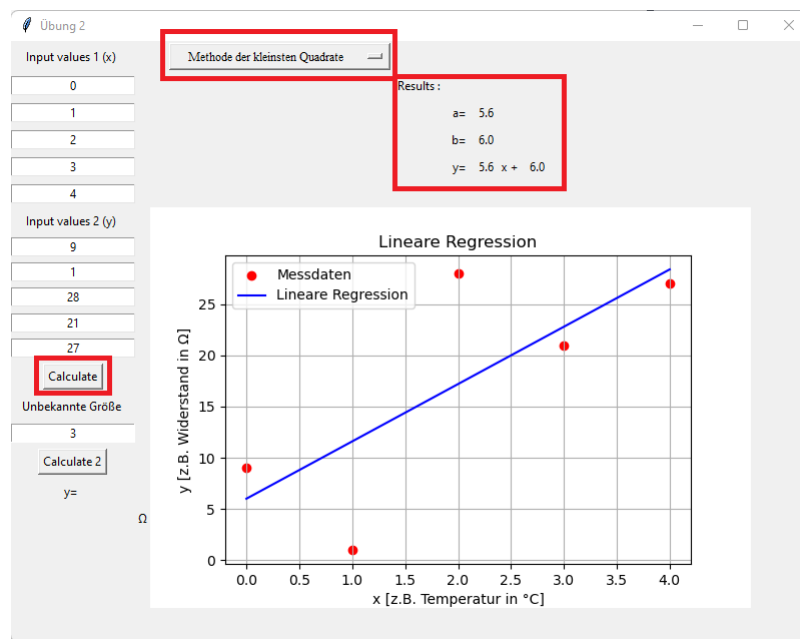 Übung 2
Input values 1 (x)
0
1
2
3
4
Input values 2 (y)
9
1
28
21
27
Calculate
Unbekannte Größe
3
Calculate 2
y=
Ω
Methode der kleinsten Quadrate
Results :
a= 5.6
b= 6.0
y= 5.6 x + 6.0
Lineare Regression
Messdaten
Lineare Regression
y [z.B. Widerstand in Ω]
25
20
15
10
5
0
0.0 0.5 1.0 1.5 2.0 2.5 3.0 3.5 4.0
x [z.B. Temperatur in °C]